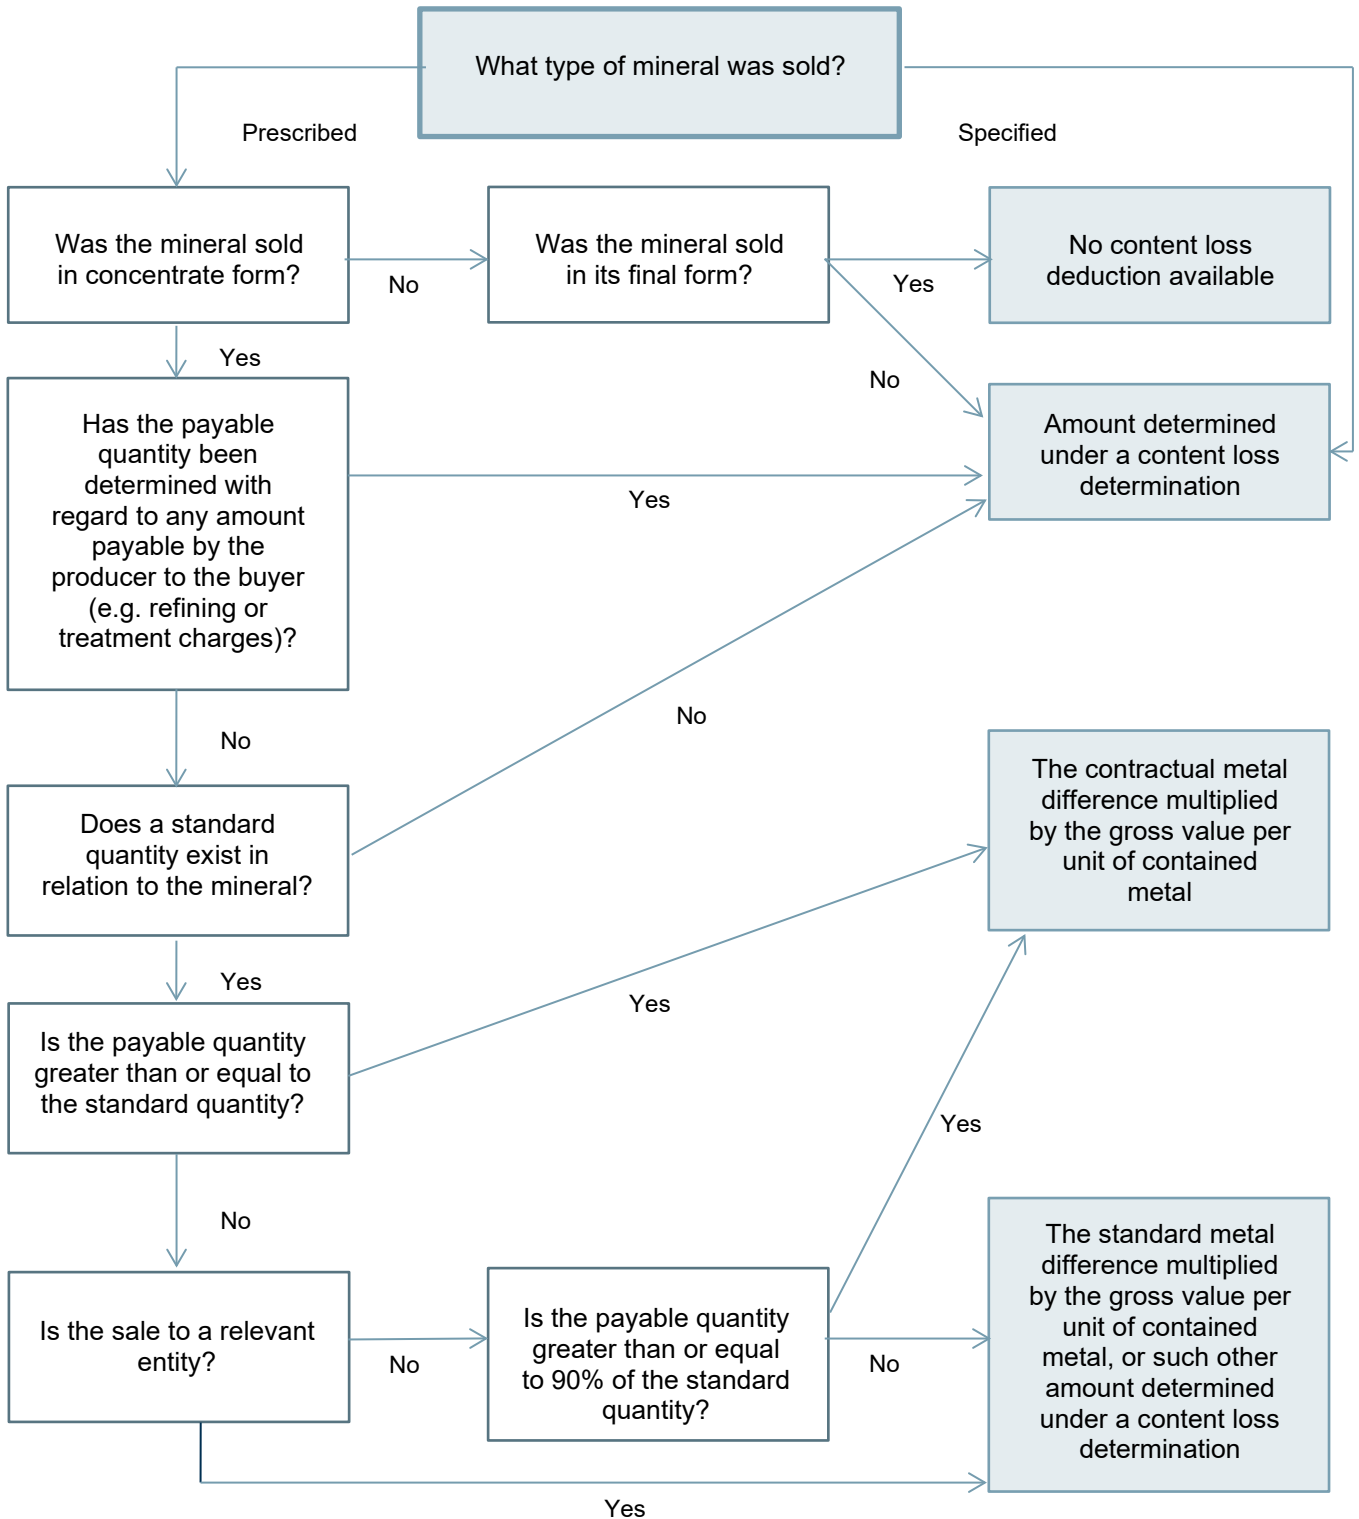 What type of mineral was sold?
Prescribed
Specified
Was the mineral sold
in concentrate form?
No
Was the mineral sold
in its final form?
Yes
No content loss
deduction available
Yes
No
Has the payable
quantity been
determined with
regard to any amount
payable by the
producer to the buyer
(e.g. refining or
treatment charges)?
Yes
Amount determined
under a content loss
determination
No
No
Does a standard
quantity exist in
relation to the mineral?
The contractual metal
difference multiplied
by the gross value per
unit of contained
metal
Yes
Yes
Is the payable quantity
greater than or equal to
the standard quantity?
Yes
No
Is the sale to a relevant
entity?
No
Is the payable quantity
greater than or equal
to 90% of the standard
quantity?
No
The standard metal
difference multiplied
by the gross value per
unit of contained
metal, or such other
amount determined
under a content loss
determination
Yes